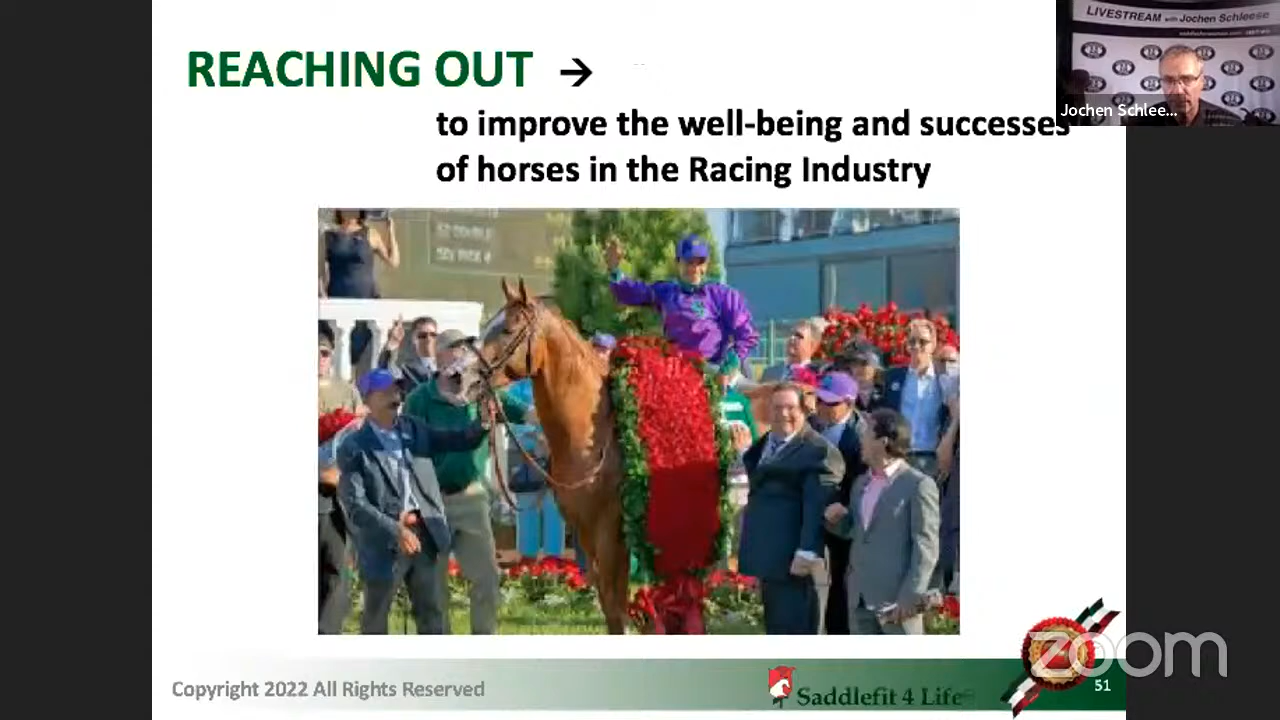 REACHING OUT →
to improve the well-being and successes
of horses in the Racing Industry
LIVESTREAM with Jochen Schleese
Jochen Schlee...
Copyright 2022 All Rights Reserved
Saddlefit 4 Life
51
zoom